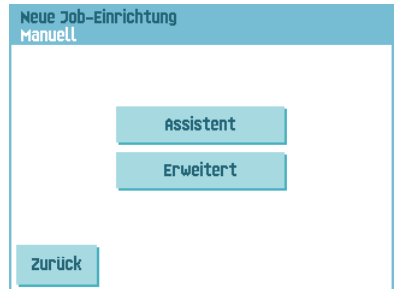 Neue Job-Einrichtung
Manuell
Assistent
Erweitert
Zurück